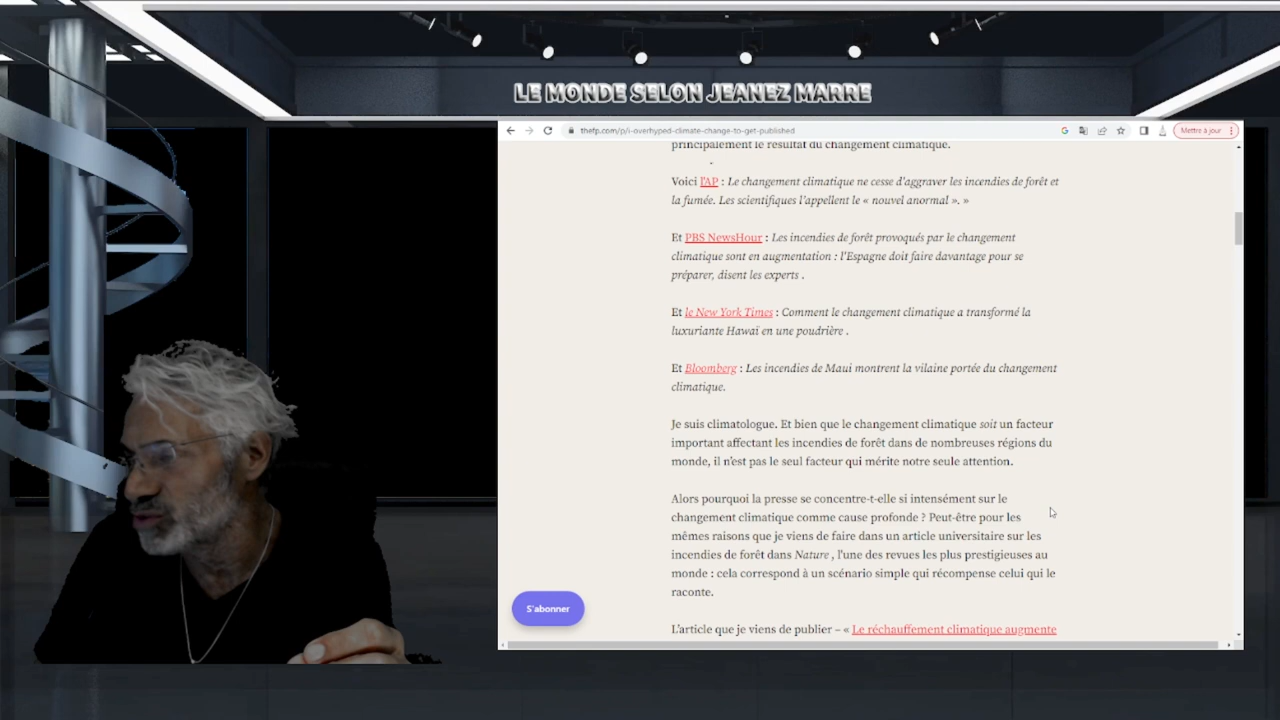 LE MONDE SELON JEANEZ MARRE
thefp.com/p/i-overhyped-climate-change-to-get-published
Mettre à jour
principalement le résultat du changement climatique.
Voici l'AP : Le changement climatique ne cesse d'aggraver les incendies de forêt et
la fumée. Les scientifiques l'appellent le « nouvel anormal ». »
Et PBS NewsHour : Les incendies de forêt provoqués par le changement
climatique sont en augmentation : l'Espagne doit faire davantage pour se
préparer, disent les experts .
Et le New York Times : Comment le changement climatique a transformé la
luxuriante Hawaï en une poudrière .
Et Bloomberg : Les incendies de Maui montrent la vilaine portée du changement
climatique.
Je suis climatologue. Et bien que le changement climatique soit un facteur
important affectant les incendies de forêt dans de nombreuses régions du
monde, il n'est pas le seul facteur qui mérite notre seule attention.
Alors pourquoi la presse se concentre-t-elle si intensément sur le
changement climatique comme cause profonde ? Peut-être pour les
mêmes raisons que je viens de faire dans un article universitaire sur les
incendies de forêt dans Nature , l'une des revues les plus prestigieuses au
monde : cela correspond à un scénario simple qui récompense celui qui le
raconte.
S'abonner
L'article que je viens de publier – « Le réchauffement climatique augmente